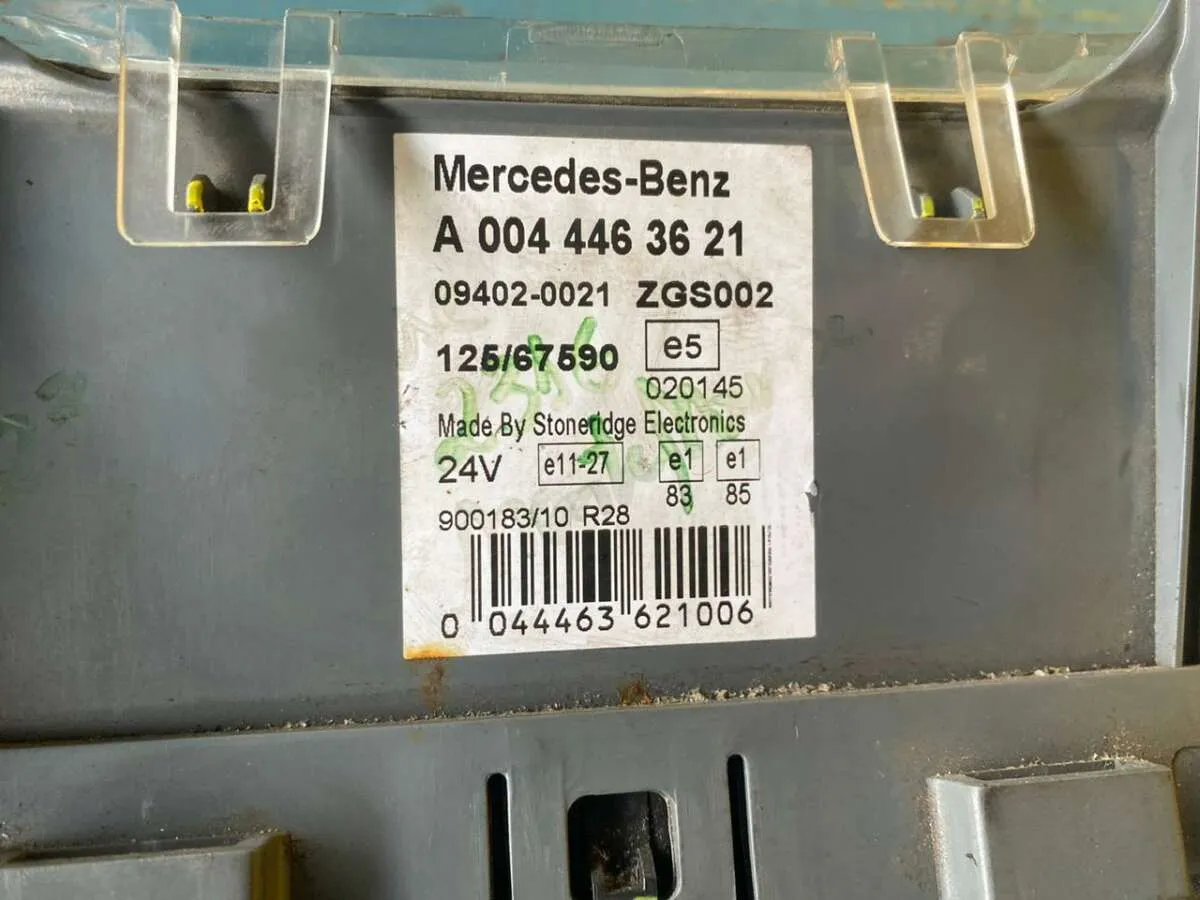 Mercedes-Benz
A 004 446 36 21
09402-0021 ZGS002
125/67590 e5
020145
Made By Stoneridge Electronics
24V e11-27 e1 e1
83 85
900183/10 R28
0 044463 621006